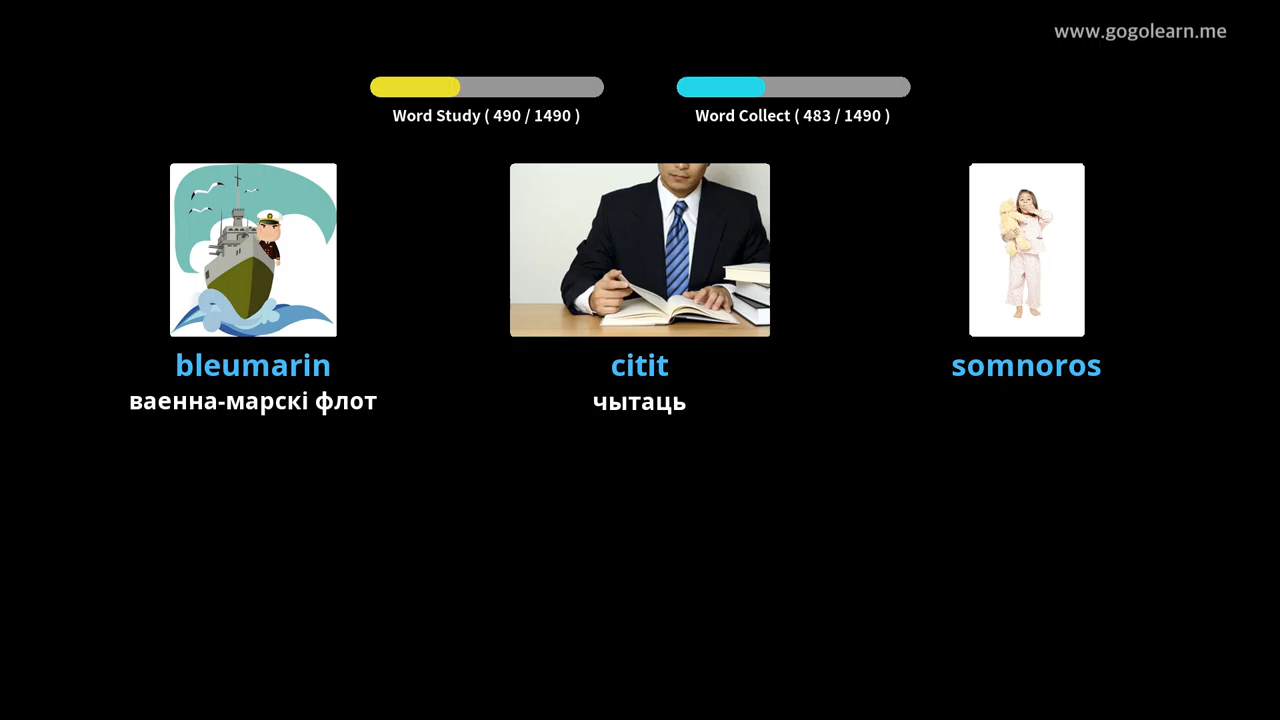 www.gogolearn.me
Word Study ( 490 / 1490 )
Word Collect ( 483 / 1490 )
bleumarin
ваенна-марскі флот
citit
чытаць
somnoros